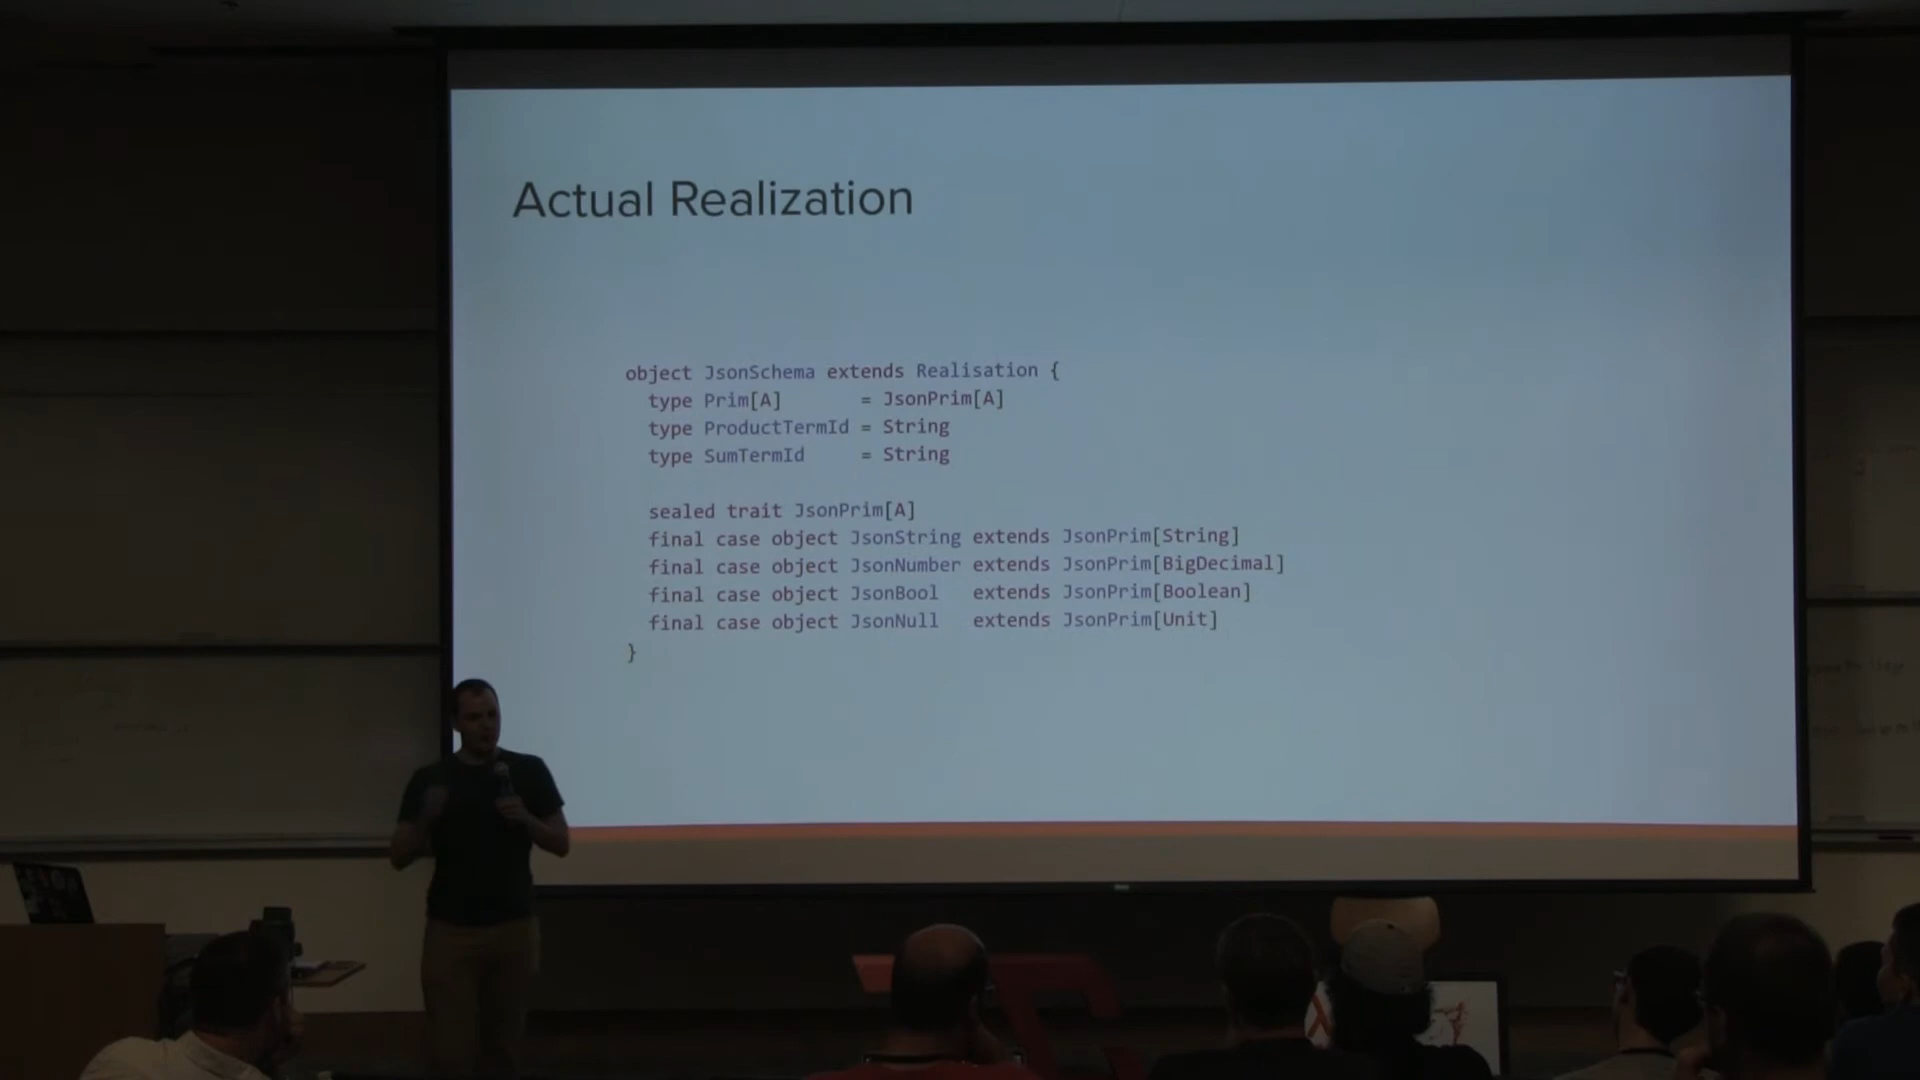 Actual Realization
object JsonSchema extends Realisation {
  type Prim[A]       = JsonPrim[A]
  type ProductTermId = String
  type SumTermId     = String
  sealed trait JsonPrim[A]
  final case object JsonString extends JsonPrim[String]
  final case object JsonNumber extends JsonPrim[BigDecimal]
  final case object JsonBool   extends JsonPrim[Boolean]
  final case object JsonNull   extends JsonPrim[Unit]
}